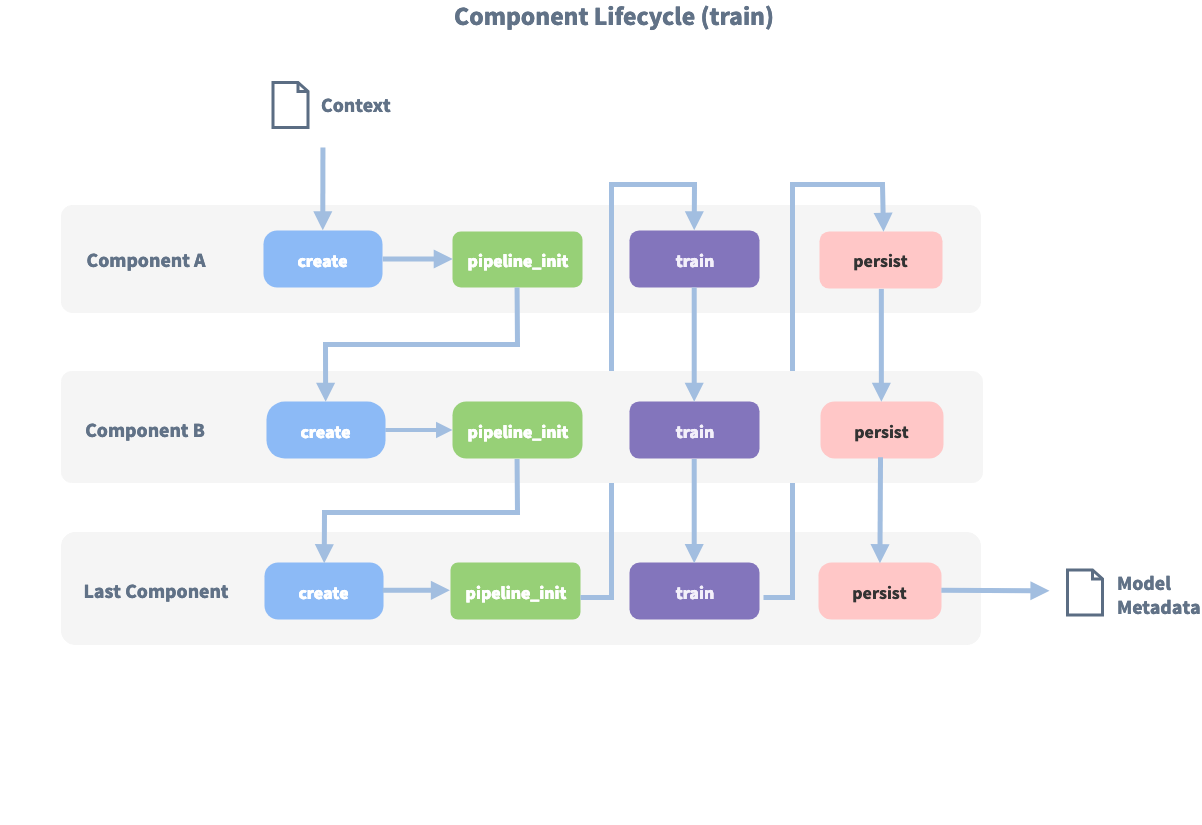 Component Lifecycle (train)
Context
Component A
create
pipeline_init
train
persist
Component B
create
pipeline_init
train
persist
Last Component
create
pipeline_init
train
persist
Model
Metadata